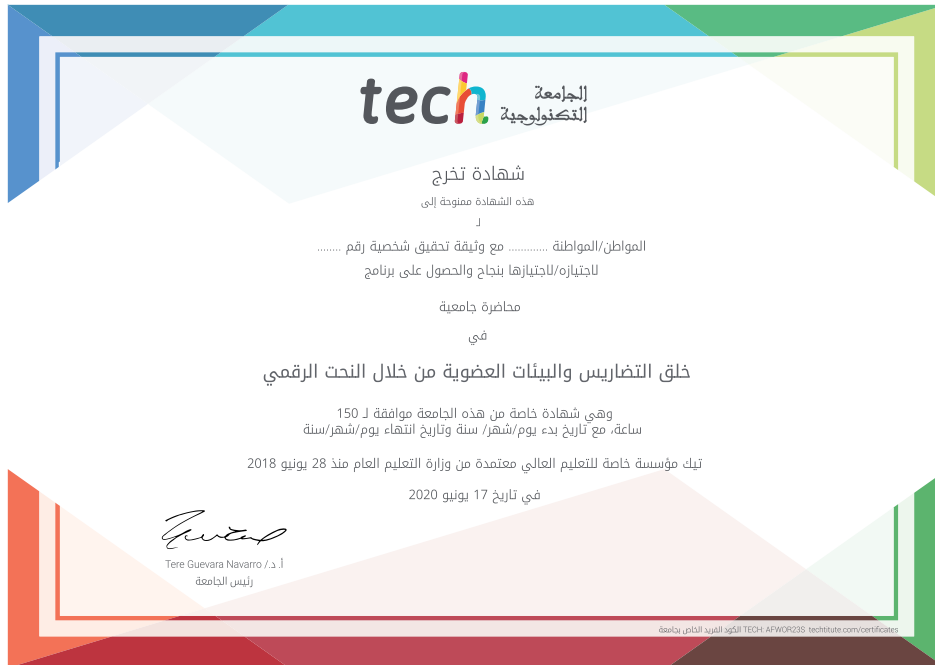 tech الجامعة
التكنولوجية
شهادة تخرج
هذه الشهادة ممنوحة إلى
لـ
المواطن/المواطنة ............ مع وثيقة تحقيق شخصية رقم ........
لاجتيازه/لاجتيازها بنجاح والحصول على برنامج
محاضرة جامعية
في
خلق التضاريس والبيئات العضوية من خلال النحت الرقمي
وهي شهادة خاصة من هذه الجامعة موافقة لـ 150
ساعة، مع تاريخ بدء يوم/شهر/ سنة وتاريخ انتهاء يوم/شهر/سنة
تيك مؤسسة خاصة للتعليم العالي معتمدة من وزارة التعليم العام منذ 28 يونيو 2018
في تاريخ 17 يونيو 2020
أ. د./ Tere Guevara Navarro
رئيس الجامعة
الكود الفريد الخاص بجامعة TECH: AFWOR23S techtitute.com/certificates